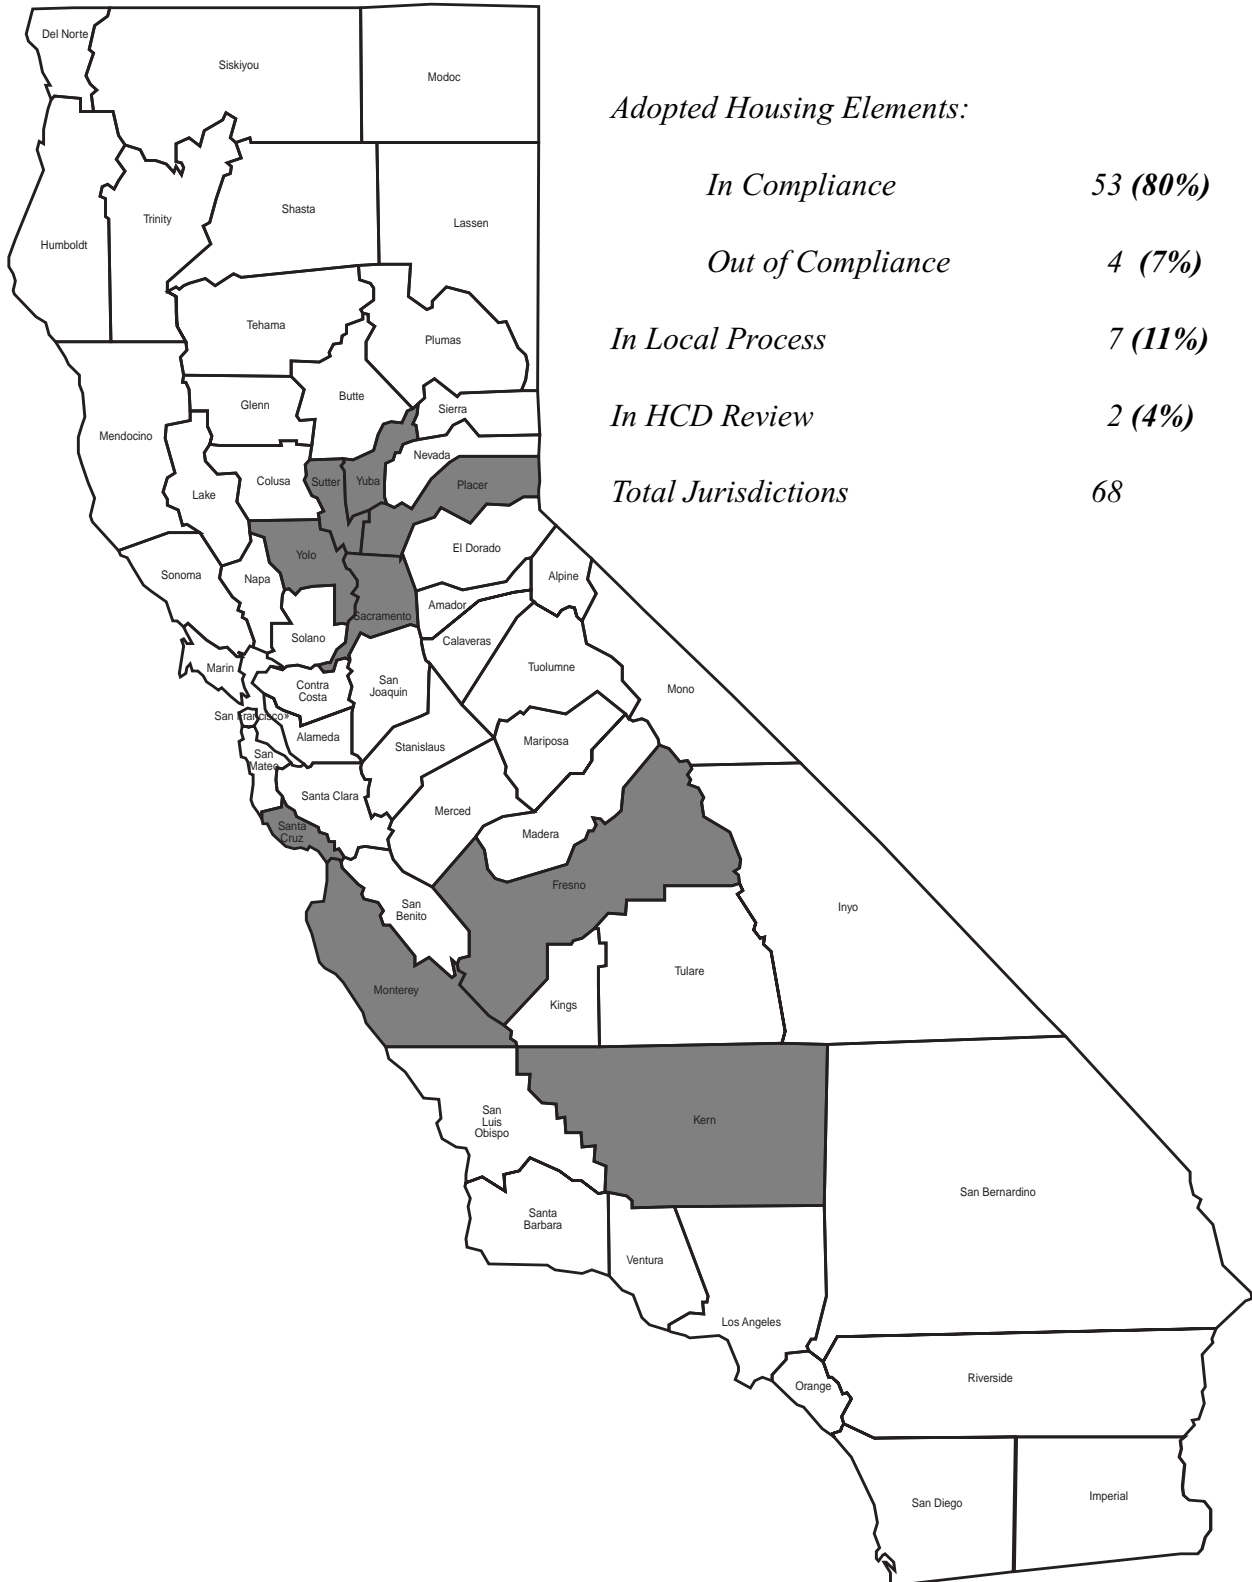 Adopted Housing Elements:
In Compliance 53 (80%)
Out of Compliance 4 (7%)
In Local Process 7 (11%)
In HCD Review 2 (4%)
Total Jurisdictions 68
Del Norte
Siskiyou
Modoc
Humboldt
Trinity
Shasta
Lassen
Tehama
Plumas
Mendocino
Glenn
Butte
Sierra
Nevada
Lake
Colusa
Sutter
Yuba
Placer
Yolo
El Dorado
Sonoma
Napa
Alpine
Sacramento
Amador
Solano
Calaveras
Marin
Contra
Costa
San
Joaquin
Tuolumne
Mono
San Francisco»
Alameda
Stanislaus
Mariposa
San
Mateo
Santa Clara
Merced
Santa
Cruz
Madera
Fresno
San
Benito
Inyo
Monterey
Kings
Tulare
San
Luis
Obispo
Kern
San Bernardino
Santa
Barbara
Ventura
Los Angeles
Orange
Riverside
San Diego
Imperial